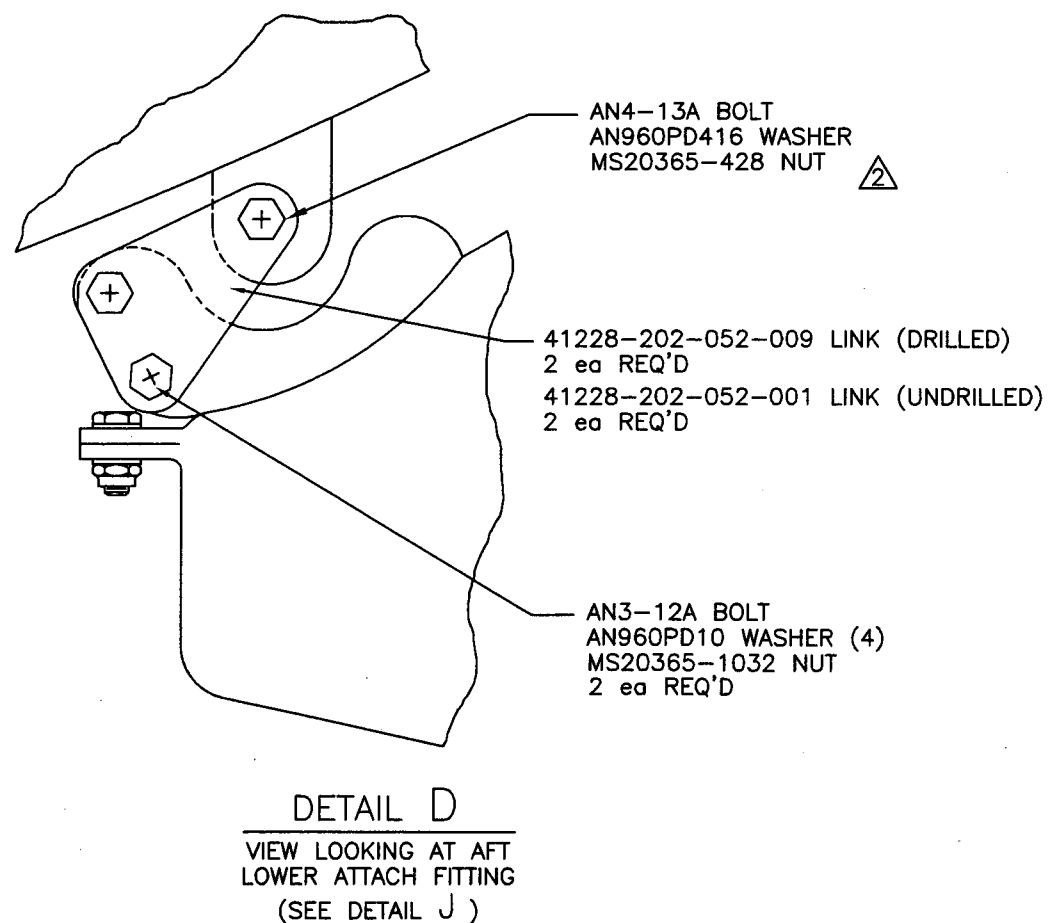 AN4-13A BOLT
AN960PD416 WASHER
MS20365-428 NUT
2
41228-202-052-009 LINK (DRILLED)
2 ea REQ'D
41228-202-052-001 LINK (UNDRILLED)
2 ea REQ'D
AN3-12A BOLT
AN960PD10 WASHER (4)
MS20365-1032 NUT
2 ea REQ'D
DETAIL D
VIEW LOOKING AT AFT
LOWER ATTACH FITTING
(SEE DETAIL J )